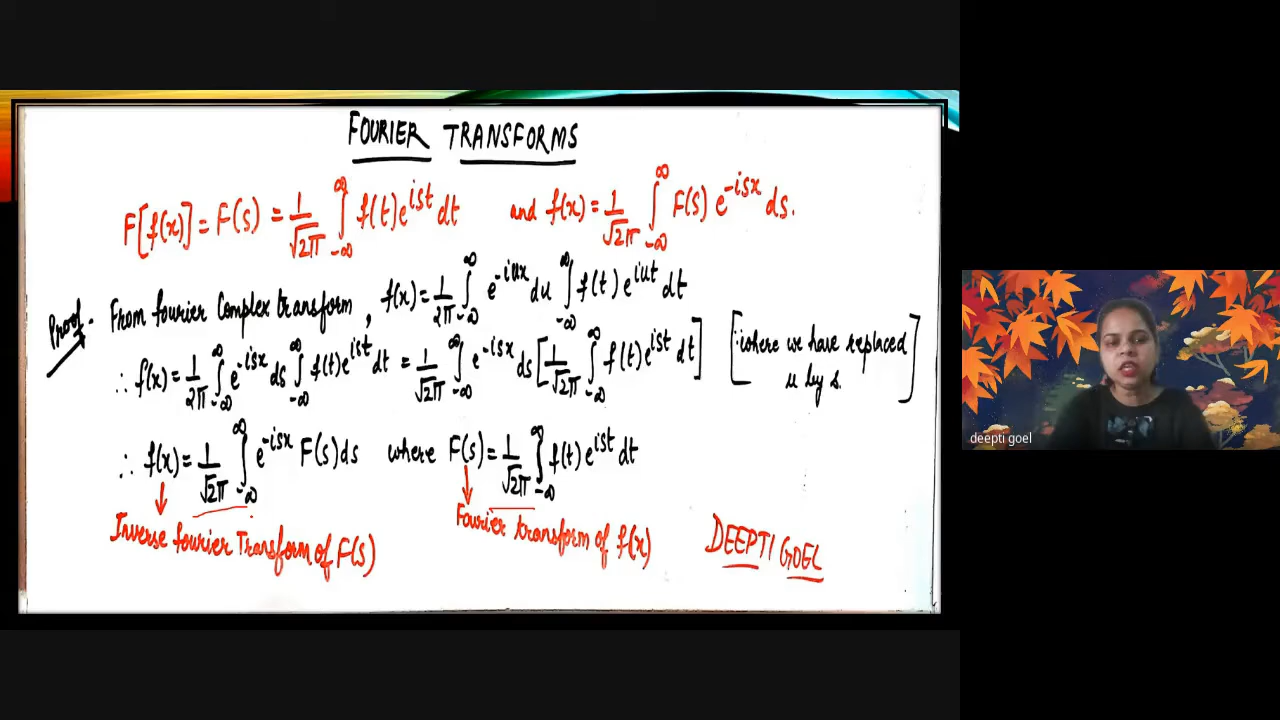 FOURIER TRANSFORMS
F[f(x)] = F(s) = 1/√2π ∫_{-∞}^{∞} f(t) e^{ist} dt and f(x) = 1/√2π ∫_{-∞}^{∞} F(s) e^{-isx} ds.
Proof. From fourier Complex transform, f(x) = 1/2π ∫_{-∞}^{∞} e^{-iux} du ∫_{-∞}^{∞} f(t) e^{iut} dt
∴ f(x) = 1/2π ∫_{-∞}^{∞} e^{-isx} ds ∫_{-∞}^{∞} f(t) e^{ist} dt = 1/√2π ∫_{-∞}^{∞} e^{-isx} ds [1/√2π ∫_{-∞}^{∞} f(t) e^{ist} dt] [∵ where we have replaced
u by s.]
∴ f(x) = 1/√2π ∫_{-∞}^{∞} e^{-isx} F(s) ds where F(s) = 1/√2π ∫_{-∞}^{∞} f(t) e^{ist} dt
Inverse fourier Transform of F(s)
Fourier transform of f(x)
DEEPTI GOEL
deepti goel